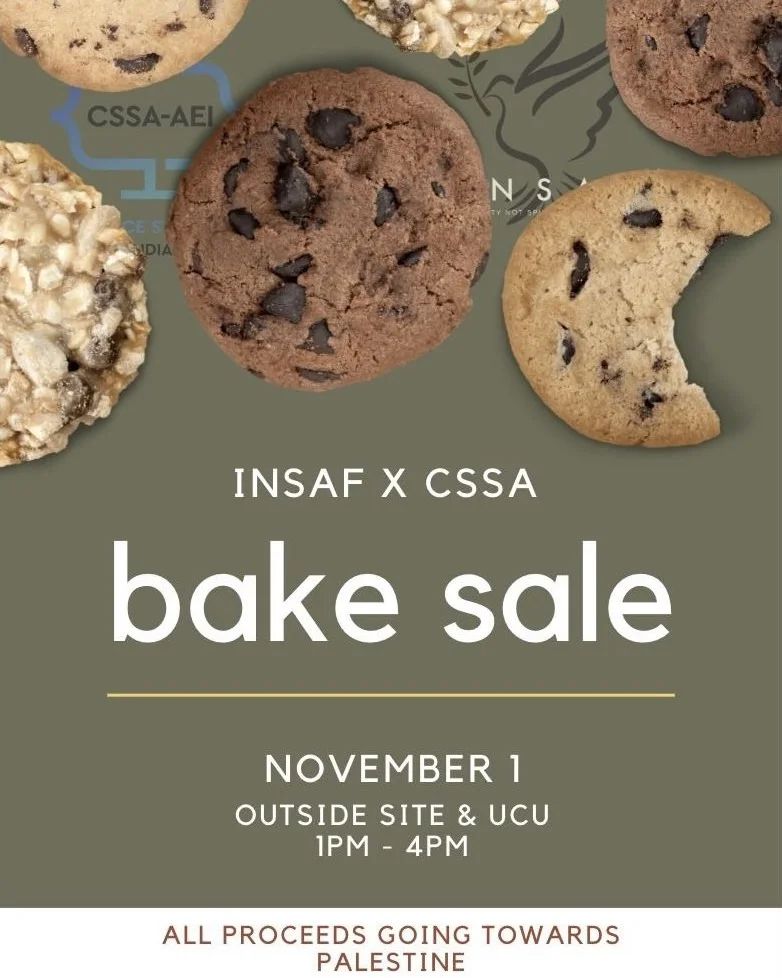 CSSA-AEI
INSAF X CSSA
bake sale
NOVEMBER 1
OUTSIDE SITE & UCU
1PM - 4PM
ALL PROCEEDS GOING TOWARDS
PALESTINE